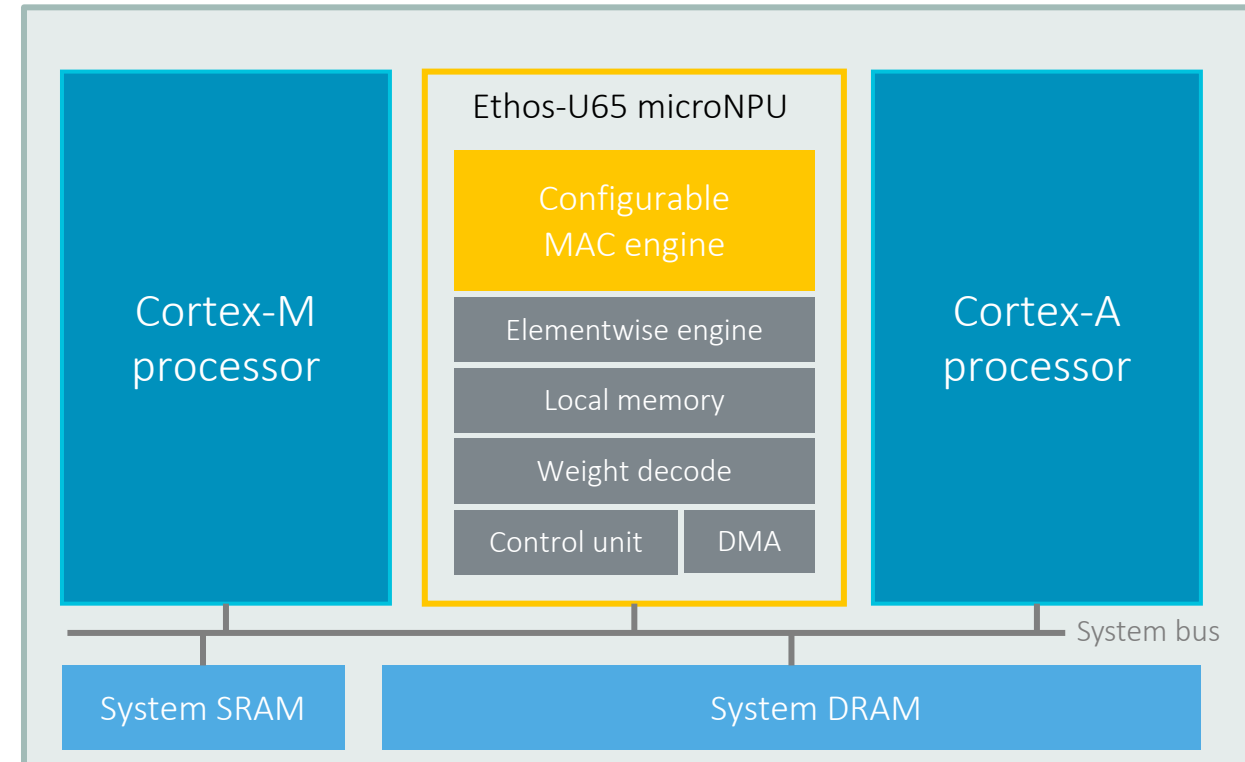 Cortex-M
processor
Ethos-U65 microNPU
Configurable
MAC engine
Elementwise engine
Local memory
Weight decode
Control unit
DMA
Cortex-A
processor
System bus
System SRAM
System DRAM